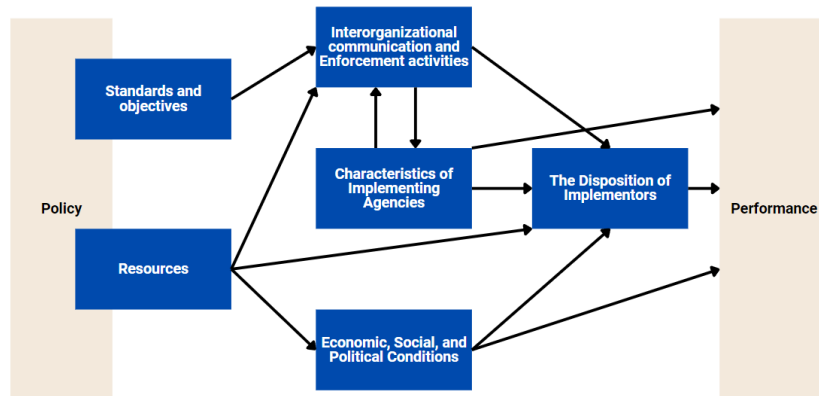 Policy
Standards and
objectives
Resources
Interorganizational
communication and
Enforcement activities
Characteristics of
Implementing
Agencies
Economic, Social, and
Political Conditions
The Disposition of
Implementors
Performance